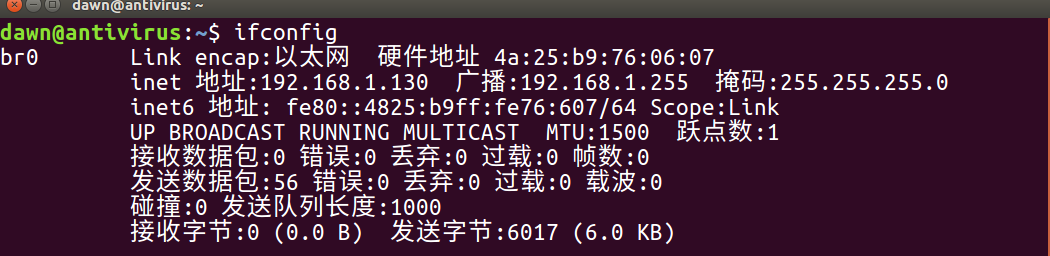 dawn@antivirus: ~
dawn@antivirus:~$ ifconfig
br0 Link encap:以太网 硬件地址 4a:25:b9:76:06:07
inet 地址:192.168.1.130 广播:192.168.1.255 掩码:255.255.255.0
inet6 地址: fe80::4825:b9ff:fe76:607/64 Scope:Link
UP BROADCAST RUNNING MULTICAST MTU:1500 跃点数:1
接收数据包:0 错误:0 丢弃:0 过载:0 帧数:0
发送数据包:56 错误:0 丢弃:0 过载:0 载波:0
碰撞:0 发送队列长度:1000
接收字节:0 (0.0 B) 发送字节:6017 (6.0 KB)